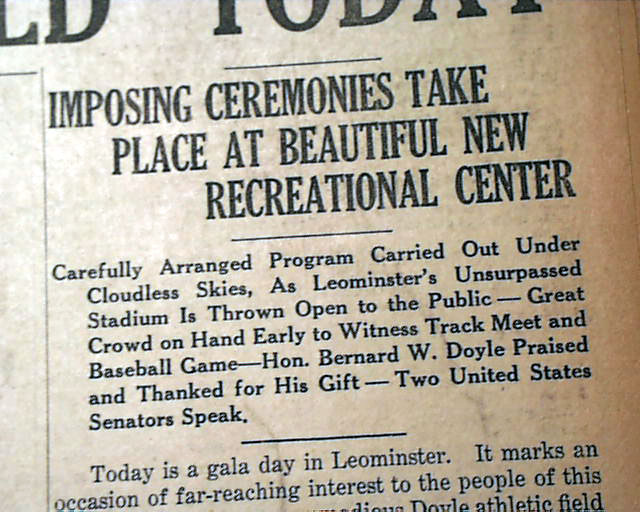 LD TODAY
IMPOSING CEREMONIES TAKE
PLACE AT BEAUTIFUL NEW
RECREATIONAL CENTER
Carefully Arranged Program Carried Out Under
Cloudless Skies, As Leominster's Unsurpassed
Stadium Is Thrown Open to the Public — Great
Crowd on Hand Early to Witness Track Meet and
Baseball Game—Hon. Bernard W. Doyle Praised
and Thanked for His Gift — Two United States
Senators Speak.
Today is a gala day in Leominster. It marks an
occasion of far-reaching interest to the people of this
Doyle athletic field